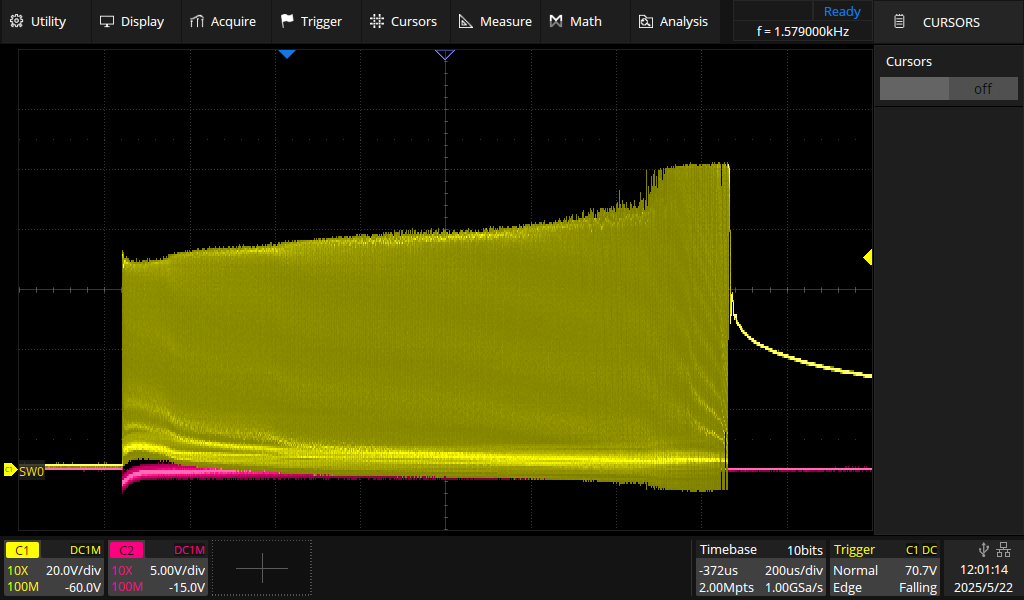 Utility Display Acquire Trigger Cursors Measure Math Analysis
Ready
f = 1.579000kHz
CURSORS
Cursors
off
C1 SW0
C1 DC1M
10X 20.0V/div
100M -60.0V
C2 DC1M
10X 5.00V/div
100M -15.0V
Timebase 10bits
-372us 200us/div
2.00Mpts 1.00GSa/s
Trigger C1 DC
Normal 70.7V
Edge Falling
12:01:14
2025/5/22